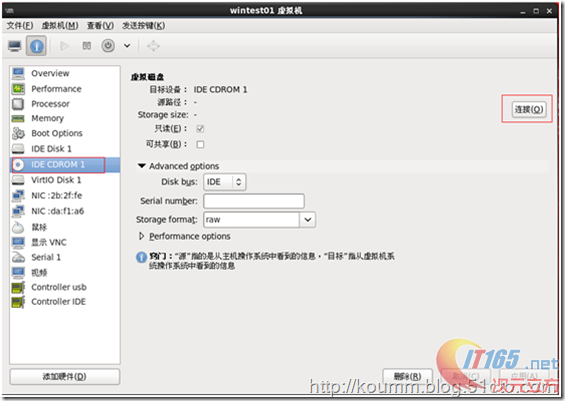 wintest01 虚拟机
文件(F) 虚拟机(M) 查看(V) 发送按键(K)
Overview
Performance
Processor
Memory
Boot Options
IDE Disk 1
IDE CDROM 1
VirtIO Disk 1
NIC :2b:2f:fe
NIC :da:f1:a6
鼠标
显示 VNC
Serial 1
视频
Controller usb
Controller IDE
添加硬件(D)
虚拟磁盘
目标设备： IDE CDROM 1
源路径： -
Storage size: -
只读(E)：
可共享(B)：
连接(O)
Advanced options
Disk bus: IDE
Serial number:
Storage format: raw
Performance options
窍门："源"指的是从主机操作系统中看到的信息，"目标"指从虚拟机系
统操作系统中看到的信息
删除(R)
IT165.net
http://koumm.blog.51cto.com